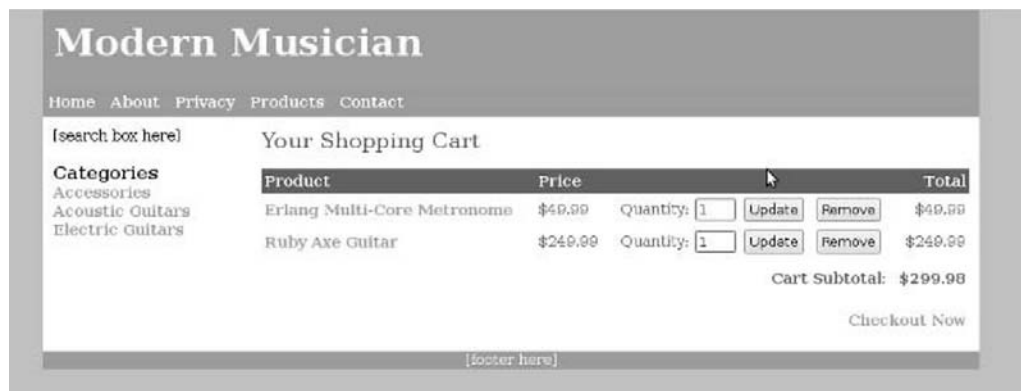 Modern Musician
Home About Privacy Products Contact
[search box here]
Categories
Accessories
Acoustic Guitars
Electric Guitars
Your Shopping Cart
Product Price Total
Erlang Multi-Core Metronome $49.99 Quantity: 1 Update Remove $49.99
Ruby Axe Guitar $249.99 Quantity: 1 Update Remove $249.99
Cart Subtotal: $299.98
Checkout Now
[footer here]